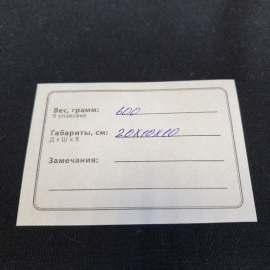 Вес, грамм: 600
В упаковке
Габариты, см: 20х10х10
Д х Ш х В
Замечания: